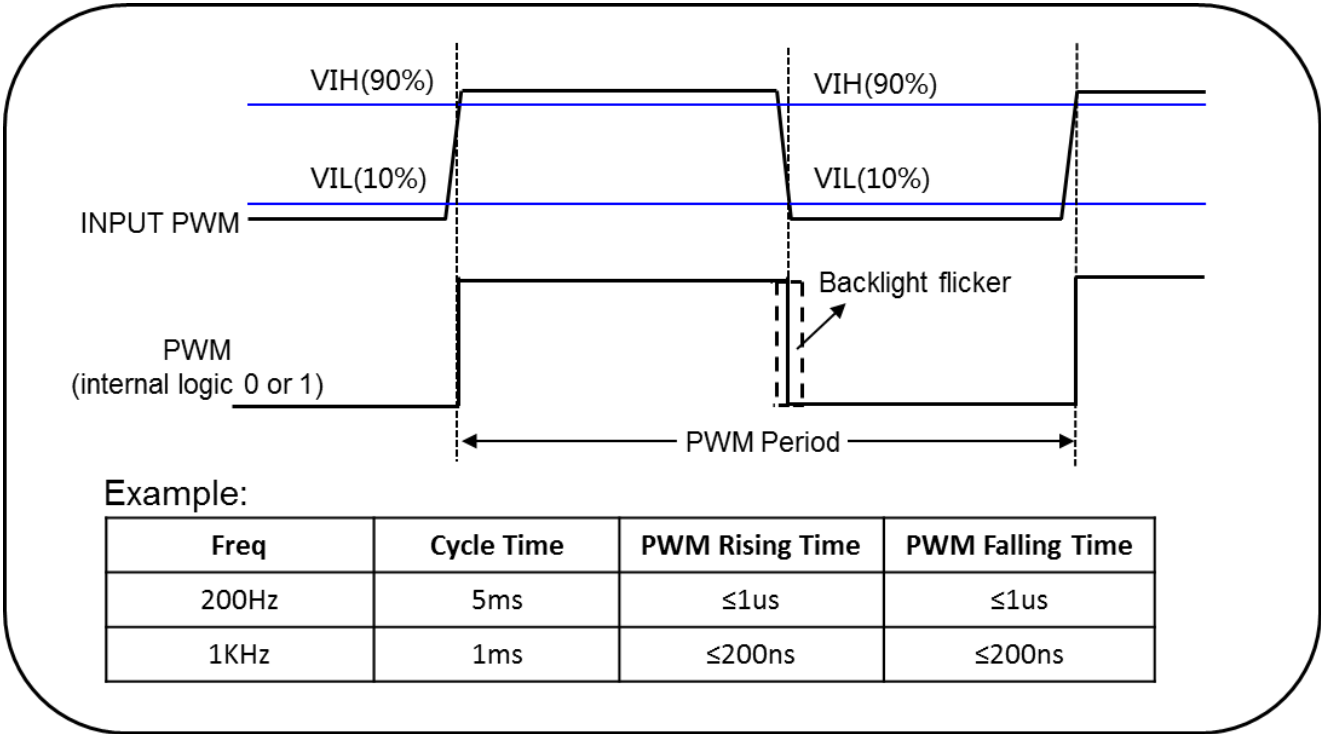 VIH(90%)
VIH(90%)
VIL(10%)
VIL(10%)
INPUT PWM
Backlight flicker
PWM
(internal logic 0 or 1)
PWM Period
Example:
Freq Cycle Time PWM Rising Time PWM Falling Time
200Hz 5ms ≤1us ≤1us
1KHz 1ms ≤200ns ≤200ns